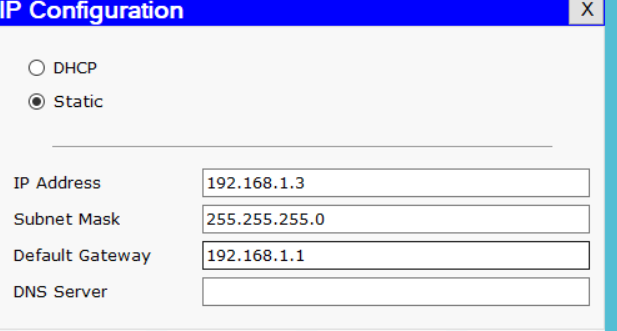 IP Configuration
X
DHCP
Static
IP Address 192.168.1.3
Subnet Mask 255.255.255.0
Default Gateway 192.168.1.1
DNS Server